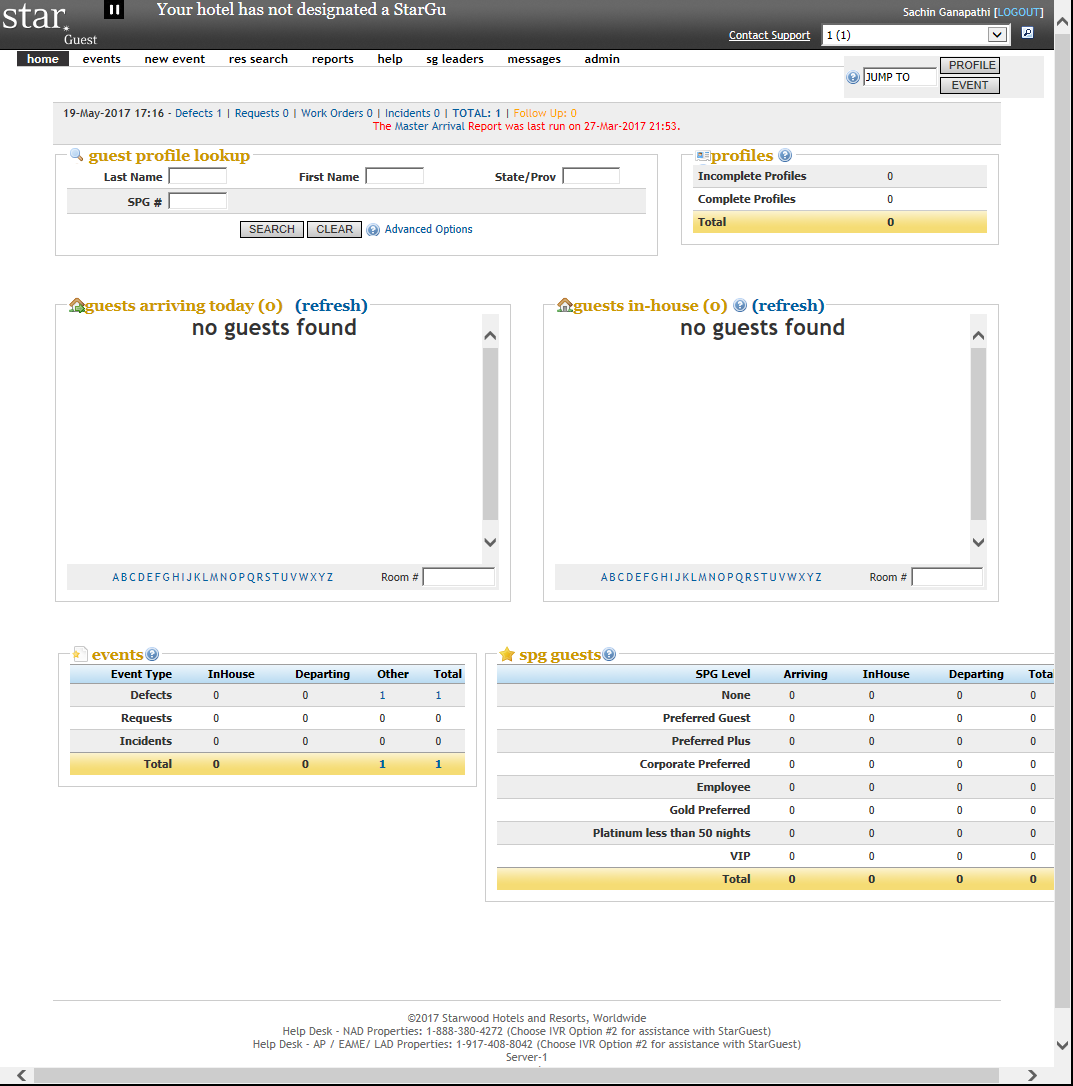 star
Guest
Your hotel has not designated a StarGu
Sachin Ganapathi [LOGOUT]
Contact Support 1 (1)
home events new event res search reports help sg leaders messages admin
JUMP TO PROFILE
EVENT
19-May-2017 17:16 - Defects 1 | Requests 0 | Work Orders 0 | Incidents 0 | TOTAL: 1 | Follow Up: 0
The Master Arrival Report was last run on 27-Mar-2017 21:53.
guest profile lookup
Last Name First Name State/Prov
SPG #
SEARCH CLEAR Advanced Options
profiles
Incomplete Profiles 0
Complete Profiles 0
Total 0
guests arriving today (0) (refresh)
no guests found
ABCDEFGHIJKLMNOPQRSTUVWXYZ Room #
guests in-house (0) (refresh)
no guests found
ABCDEFGHIJKLMNOPQRSTUVWXYZ Room #
events
Event Type InHouse Departing Other Total
Defects 0 0 1 1
Requests 0 0 0 0
Incidents 0 0 0 0
Total 0 0 1 1
spg guests
SPG Level Arriving InHouse Departing Tota
None 0 0 0 0
Preferred Guest 0 0 0 0
Preferred Plus 0 0 0 0
Corporate Preferred 0 0 0 0
Employee 0 0 0 0
Gold Preferred 0 0 0 0
Platinum less than 50 nights 0 0 0 0
VIP 0 0 0 0
Total 0 0 0 0
©2017 Starwood Hotels and Resorts, Worldwide
Help Desk - NAD Properties: 1-888-380-4272 (Choose IVR Option #2 for assistance with StarGuest)
Help Desk - AP / EAME/ LAD Properties: 1-917-408-8042 (Choose IVR Option #2 for assistance with StarGuest)
Server-1